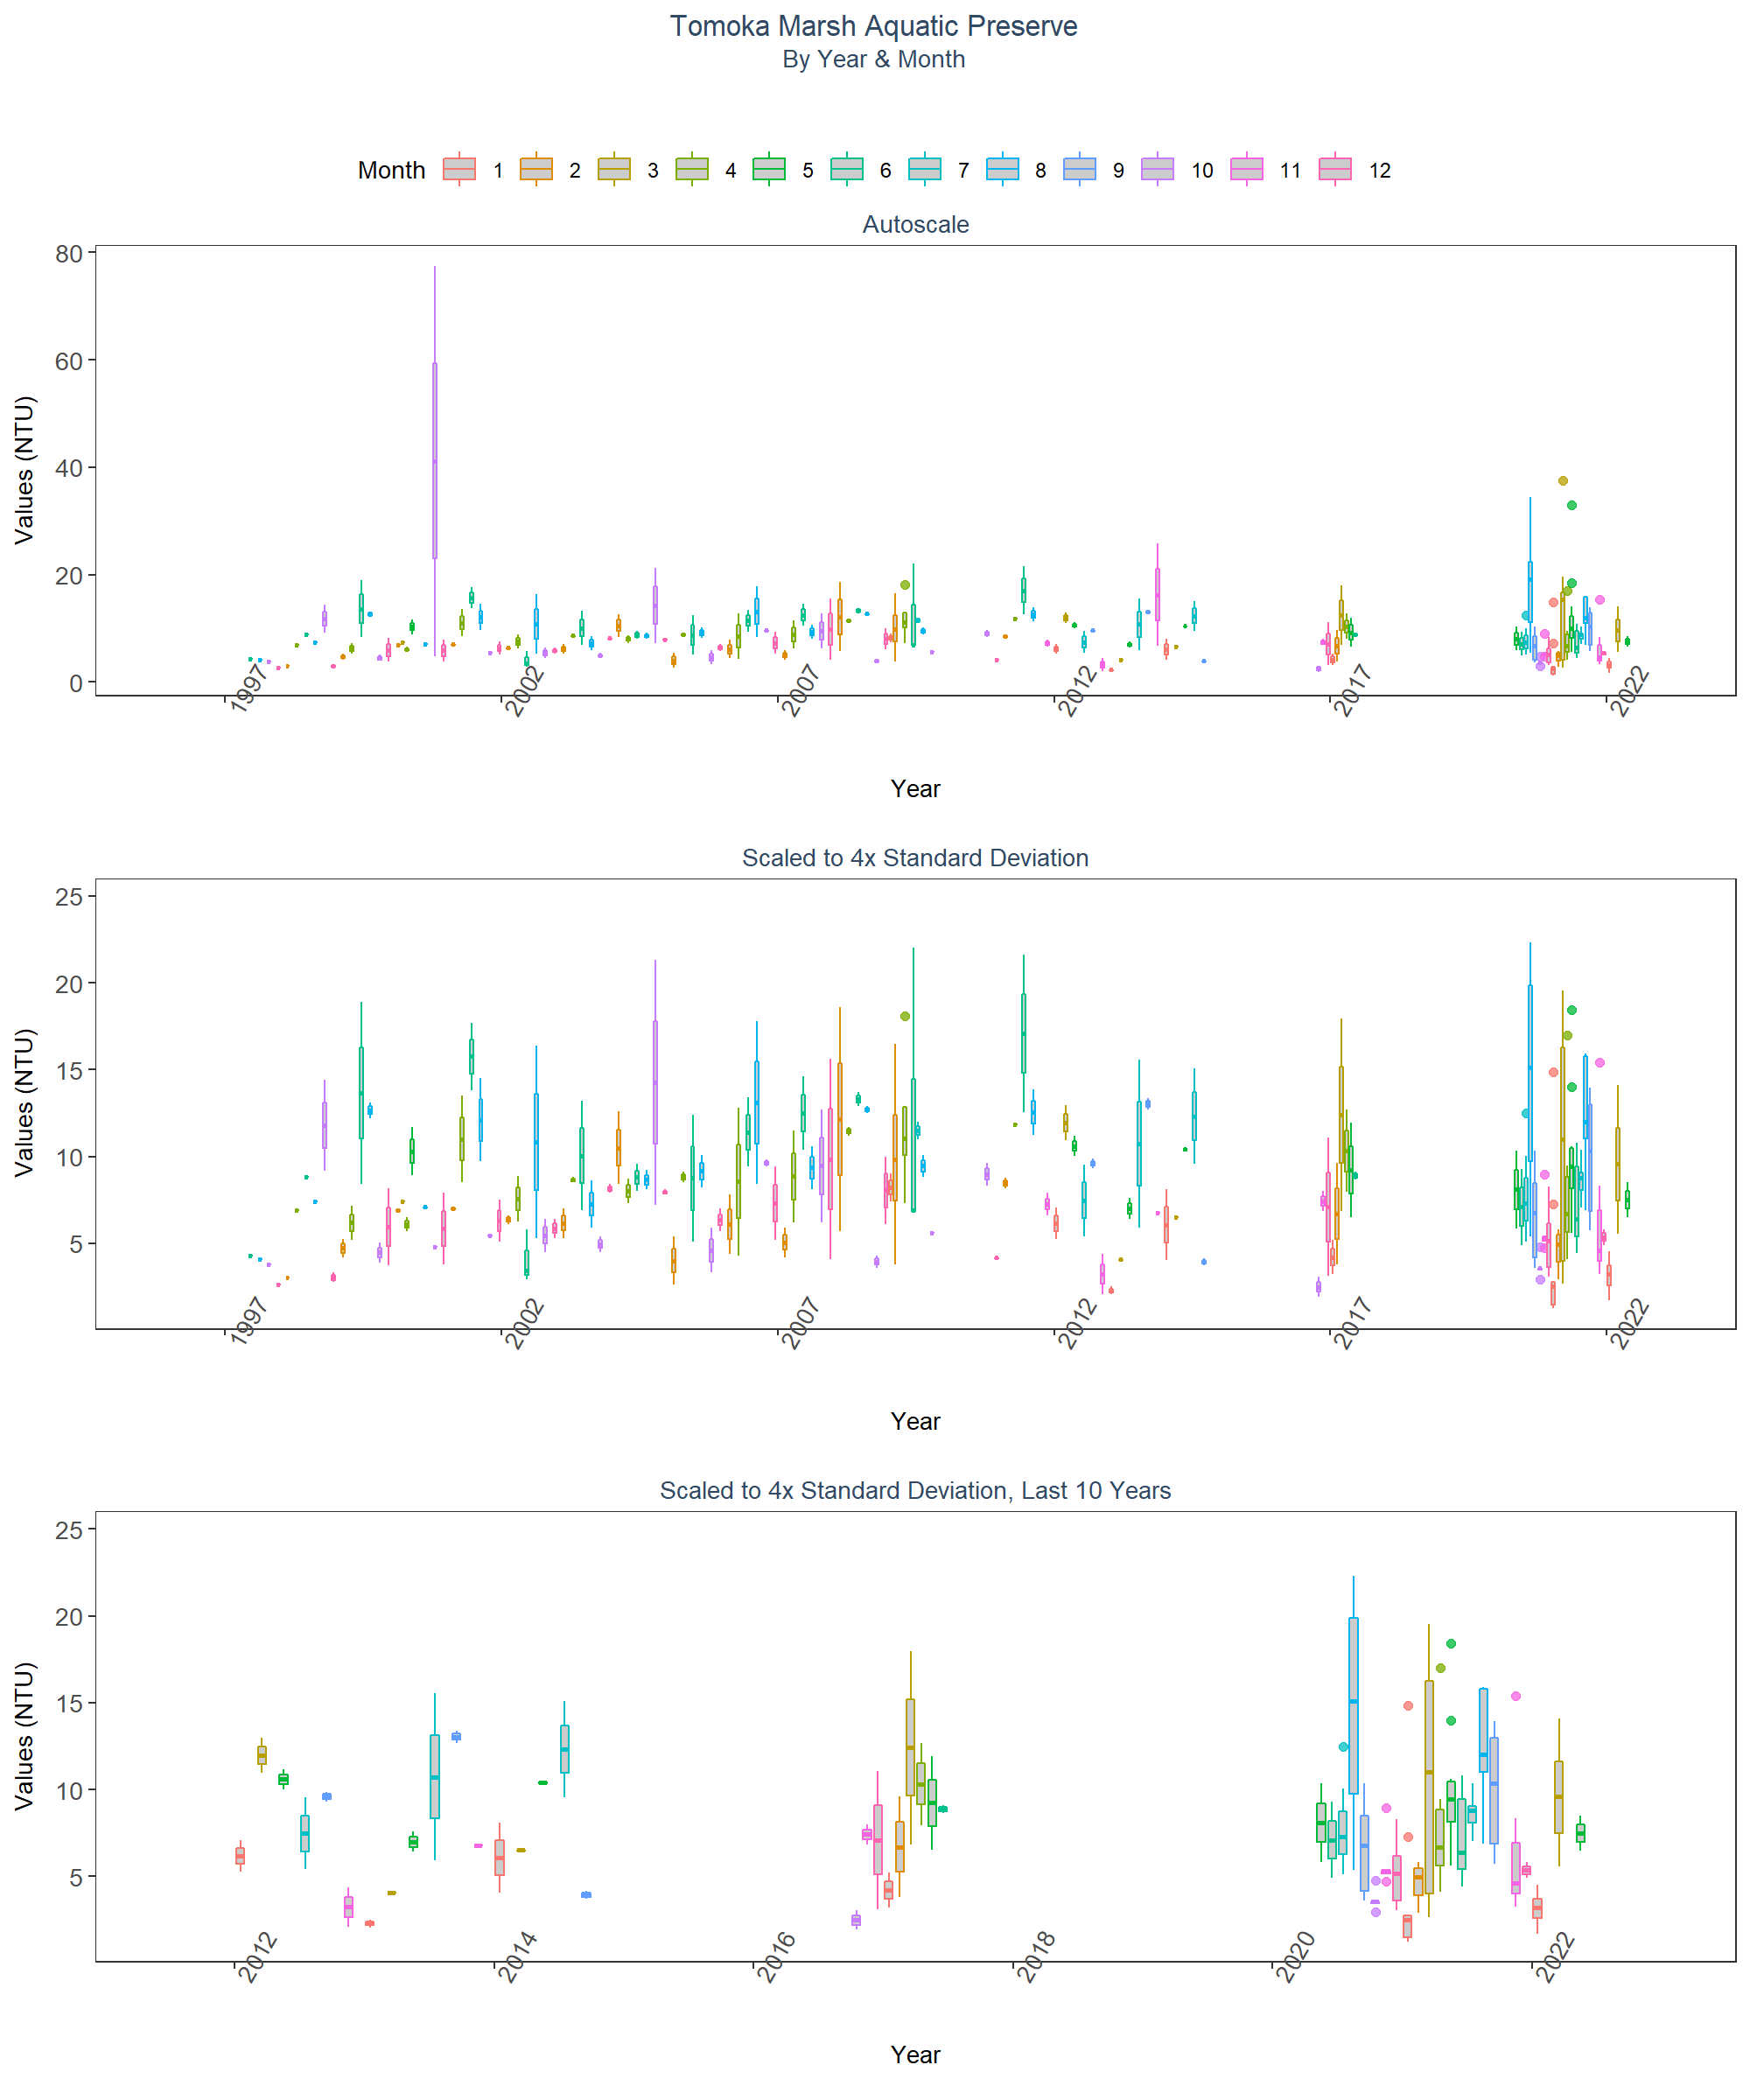 Tomoka Marsh Aquatic Preserve
By Year & Month
Month 1 2 3 4 5 6 7 8 9 10 11 12
Autoscale
80
60
40
20
0
Values (NTU)
1997 2002 2007 2012 2017 2022
Year
Scaled to 4x Standard Deviation
25
20
15
10
5
Values (NTU)
1997 2002 2007 2012 2017 2022
Year
Scaled to 4x Standard Deviation, Last 10 Years
25
20
15
10
5
Values (NTU)
2012 2014 2016 2018 2020 2022
Year